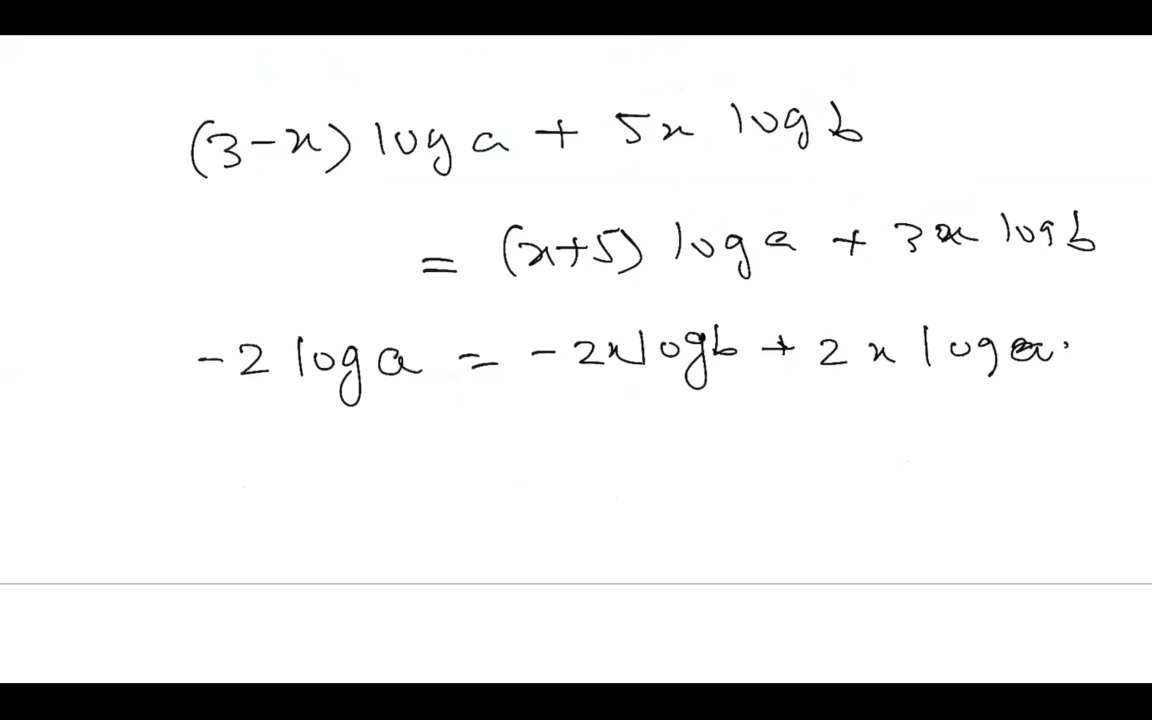 (3-x) log a + 5x log b
= (x+5) log a + 3x log b
-2 log a = -2x log b + 2x log a.